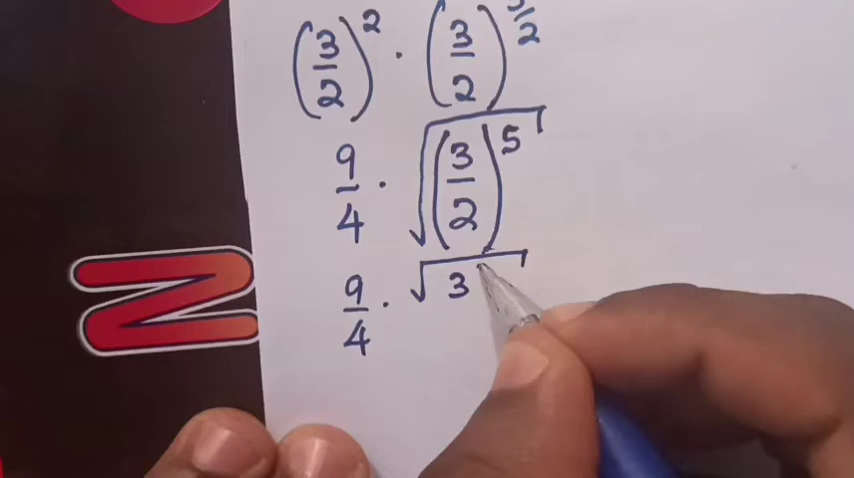 (3/2)² · (3/2)^5/2
9/4 · √(3/2)⁵
9/4 · √3
N